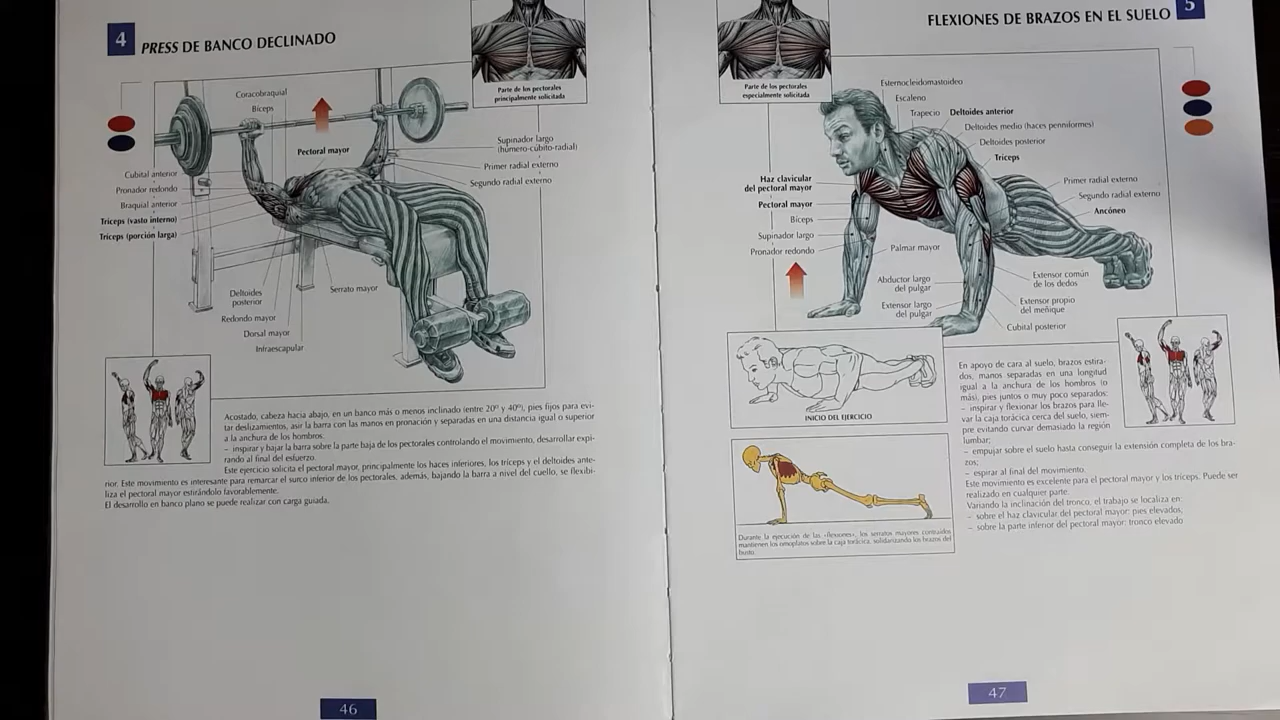 4
PRESS DE BANCO DECLINADO
Parte de los pectorales
principalmente solicitada
Coracobraquial
Bíceps
Pectoral mayor
Supinador largo
(húmero-cúbito-radial)
Primer radial externo
Segundo radial externo
Cubital anterior
Pronador redondo
Braquial anterior
Tríceps (vasto interno)
Tríceps (porción larga)
Deltoides
posterior
Redondo mayor
Dorsal mayor
Infraescapular
Serrato mayor
Acostado, cabeza hacia abajo, en un banco más o menos inclinado (entre 20º y 40º), pies fijos para evi-
tar deslizamientos, asir la barra con las manos en pronación y separadas en una distancia igual o superior
a la anchura de los hombros.
– inspirar y bajar la barra sobre la parte baja de los pectorales controlando el movimiento, desarrollar expi-
rando al final del esfuerzo.
Este ejercicio solicita el pectoral mayor, principalmente los haces inferiores, los tríceps y el deltoides ante-
rior. Este movimiento es interesante para remarcar el surco inferior de los pectorales, además, bajando la barra a nivel del cuello, se flexibi-
liza el pectoral mayor estirándolo favorablemente.
El desarrollo en banco plano se puede realizar con carga guiada.
46
FLEXIONES DE BRAZOS EN EL SUELO
5
Parte de los pectorales
especialmente solicitada
Esternocleidomastoideo
Escaleno
Trapecio
Deltoides anterior
Deltoides medio (haces penniformes)
Deltoides posterior
Tríceps
Haz clavicular
del pectoral mayor
Pectoral mayor
Bíceps
Supinador largo
Pronador redondo
Primer radial externo
Segundo radial externo
Ancóneo
Palmar mayor
Abductor largo
del pulgar
Extensor largo
del pulgar
Extensor común
de los dedos
Extensor propio
del meñique
Cubital posterior
INICIO DEL EJERCICIO
Durante la ejecución de las «flexiones», los serratos mayores contraídos
mantienen los omoplatos sobre la caja torácica, solidarizando los brazos del
busto.
En apoyo de cara al suelo, brazos estira-
dos, manos separadas en una longitud
igual a la anchura de los hombros (o
más), pies juntos o muy poco separados:
– inspirar y flexionar los brazos para lle-
var la caja torácica cerca del suelo, siem-
pre evitando curvar demasiado la región
lumbar;
– empujar sobre el suelo hasta conseguir la extensión completa de los bra-
zos;
– espirar al final del movimiento.
Este movimiento es excelente para el pectoral mayor y los tríceps. Puede ser
realizado en cualquier parte.
Variando la inclinación del tronco, el trabajo se localiza en:
– sobre el haz clavicular del pectoral mayor: pies elevados;
– sobre la parte inferior del pectoral mayor: tronco elevado
47